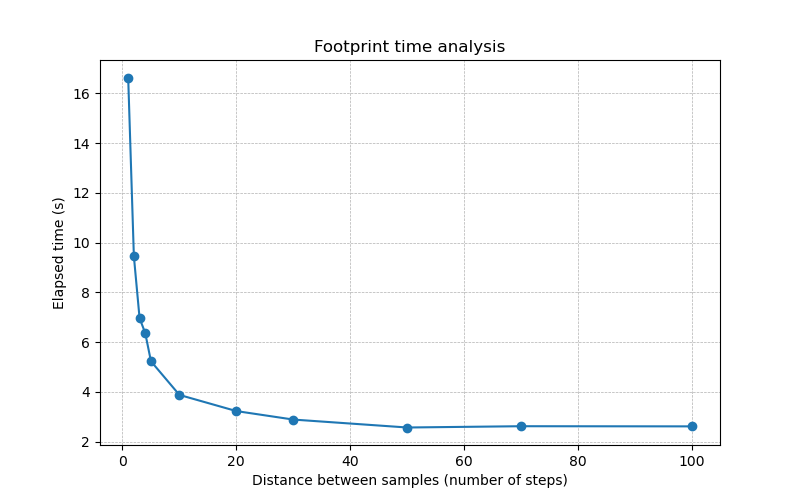 Footprint time analysis
Elapsed time (s)
16
14
12
10
8
6
4
2
0 20 40 60 80 100
Distance between samples (number of steps)